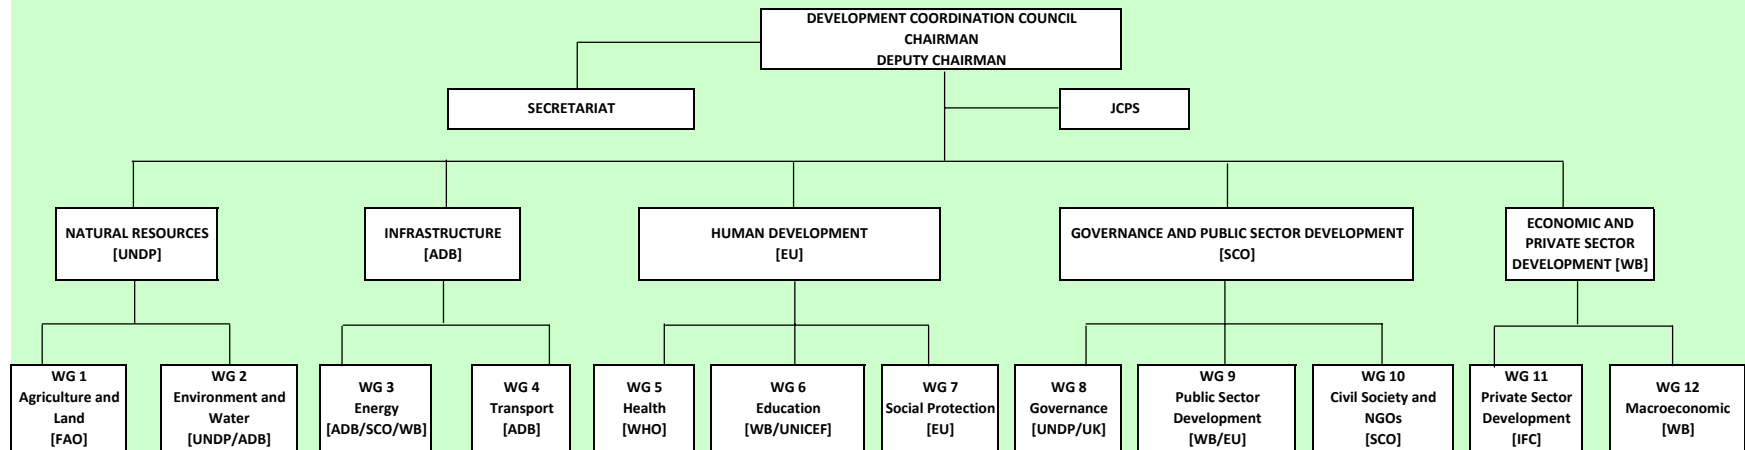 DEVELOPMENT COORDINATION COUNCIL
CHAIRMAN
DEPUTY CHAIRMAN
SECRETARIAT
JCPS
NATURAL RESOURCES
[UNDP]
INFRASTRUCTURE
[ADB]
HUMAN DEVELOPMENT
[EU]
GOVERNANCE AND PUBLIC SECTOR DEVELOPMENT
[SCO]
ECONOMIC AND
PRIVATE SECTOR
DEVELOPMENT [WB]
WG 1
Agriculture and
Land
[FAO]
WG 2
Environment and
Water
[UNDP/ADB]
WG 3
Energy
[ADB/SCO/WB]
WG 4
Transport
[ADB]
WG 5
Health
[WHO]
WG 6
Education
[WB/UNICEF]
WG 7
Social Protection
[EU]
WG 8
Governance
[UNDP/UK]
WG 9
Public Sector
Development
[WB/EU]
WG 10
Civil Society and
NGOs
[SCO]
WG 11
Private Sector
Development
[IFC]
WG 12
Macroeconomic
[WB]